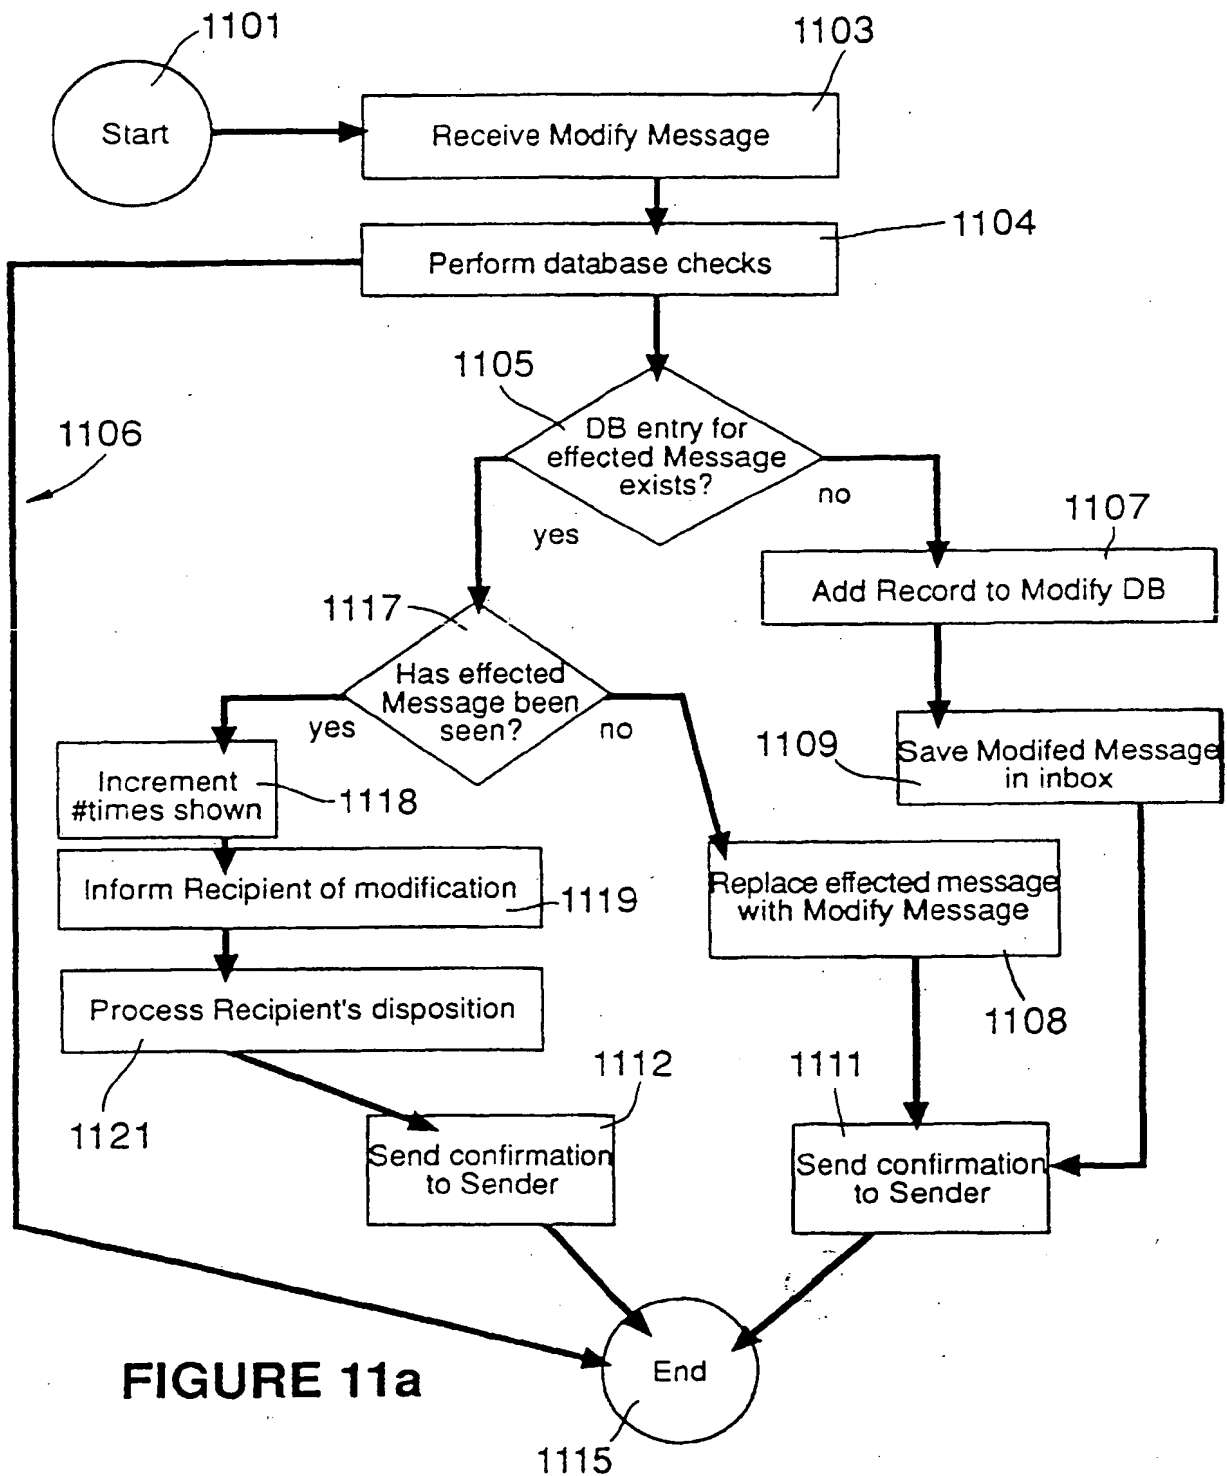 1101
1103
Start
Receive Modify Message
1104
Perform database checks
1105
DB entry for
effected Message
exists?
1106
no
yes
1107
Add Record to Modify DB
1117
Has effected
Message been
seen?
yes
no
1109
Save Modifed Message
in inbox
Increment
#times shown
1118
Inform Recipient of modification
1119
Replace effected message
with Modify Message
1108
Process Recipient's disposition
1121
1112
1111
Send confirmation
to Sender
Send confirmation
to Sender
End
FIGURE 11a
1115